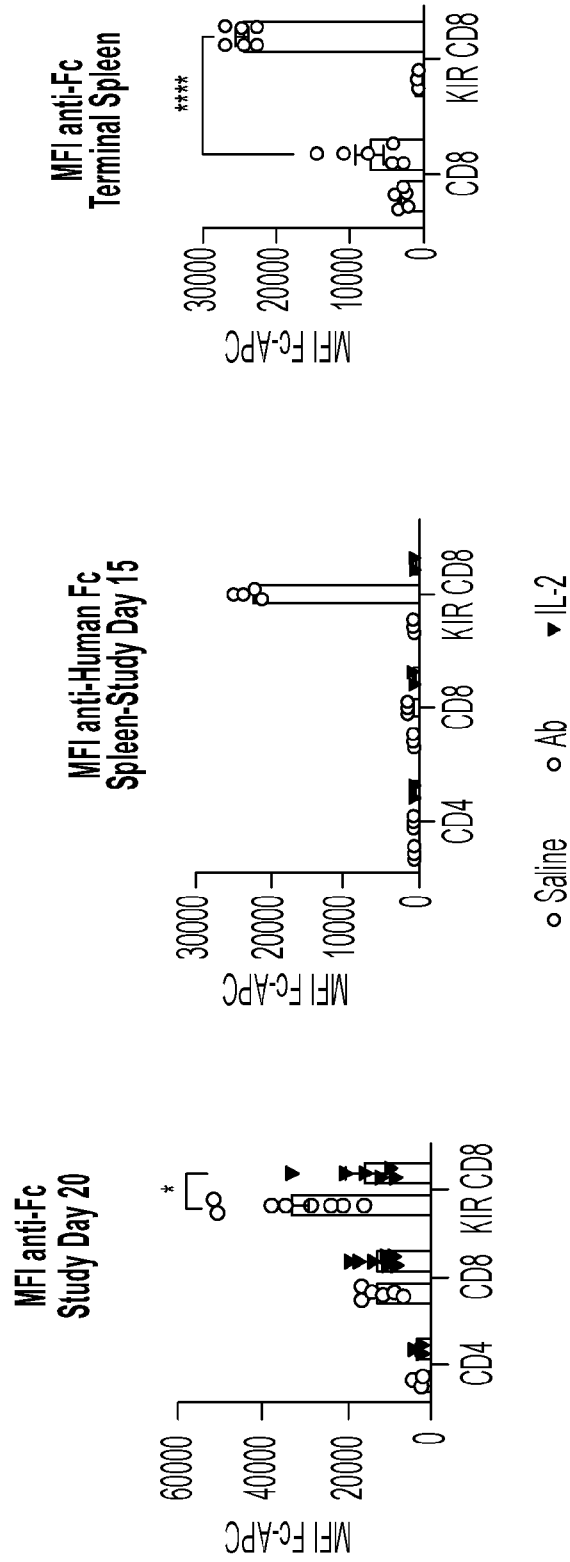 MFI anti-Fc
Study Day 20
MFI Fc-APC
60000
40000
20000
0
*
CD4
CD8
KIR CD8
MFI anti-Human Fc
Spleen-Study Day 15
MFI Fc-APC
30000
20000
10000
0
CD4
CD8
KIR CD8
Saline
Ab
IL-2
MFI anti-Fc
Terminal Spleen
MFI Fc-APC
30000
20000
10000
0
****
CD8
KIR CD8